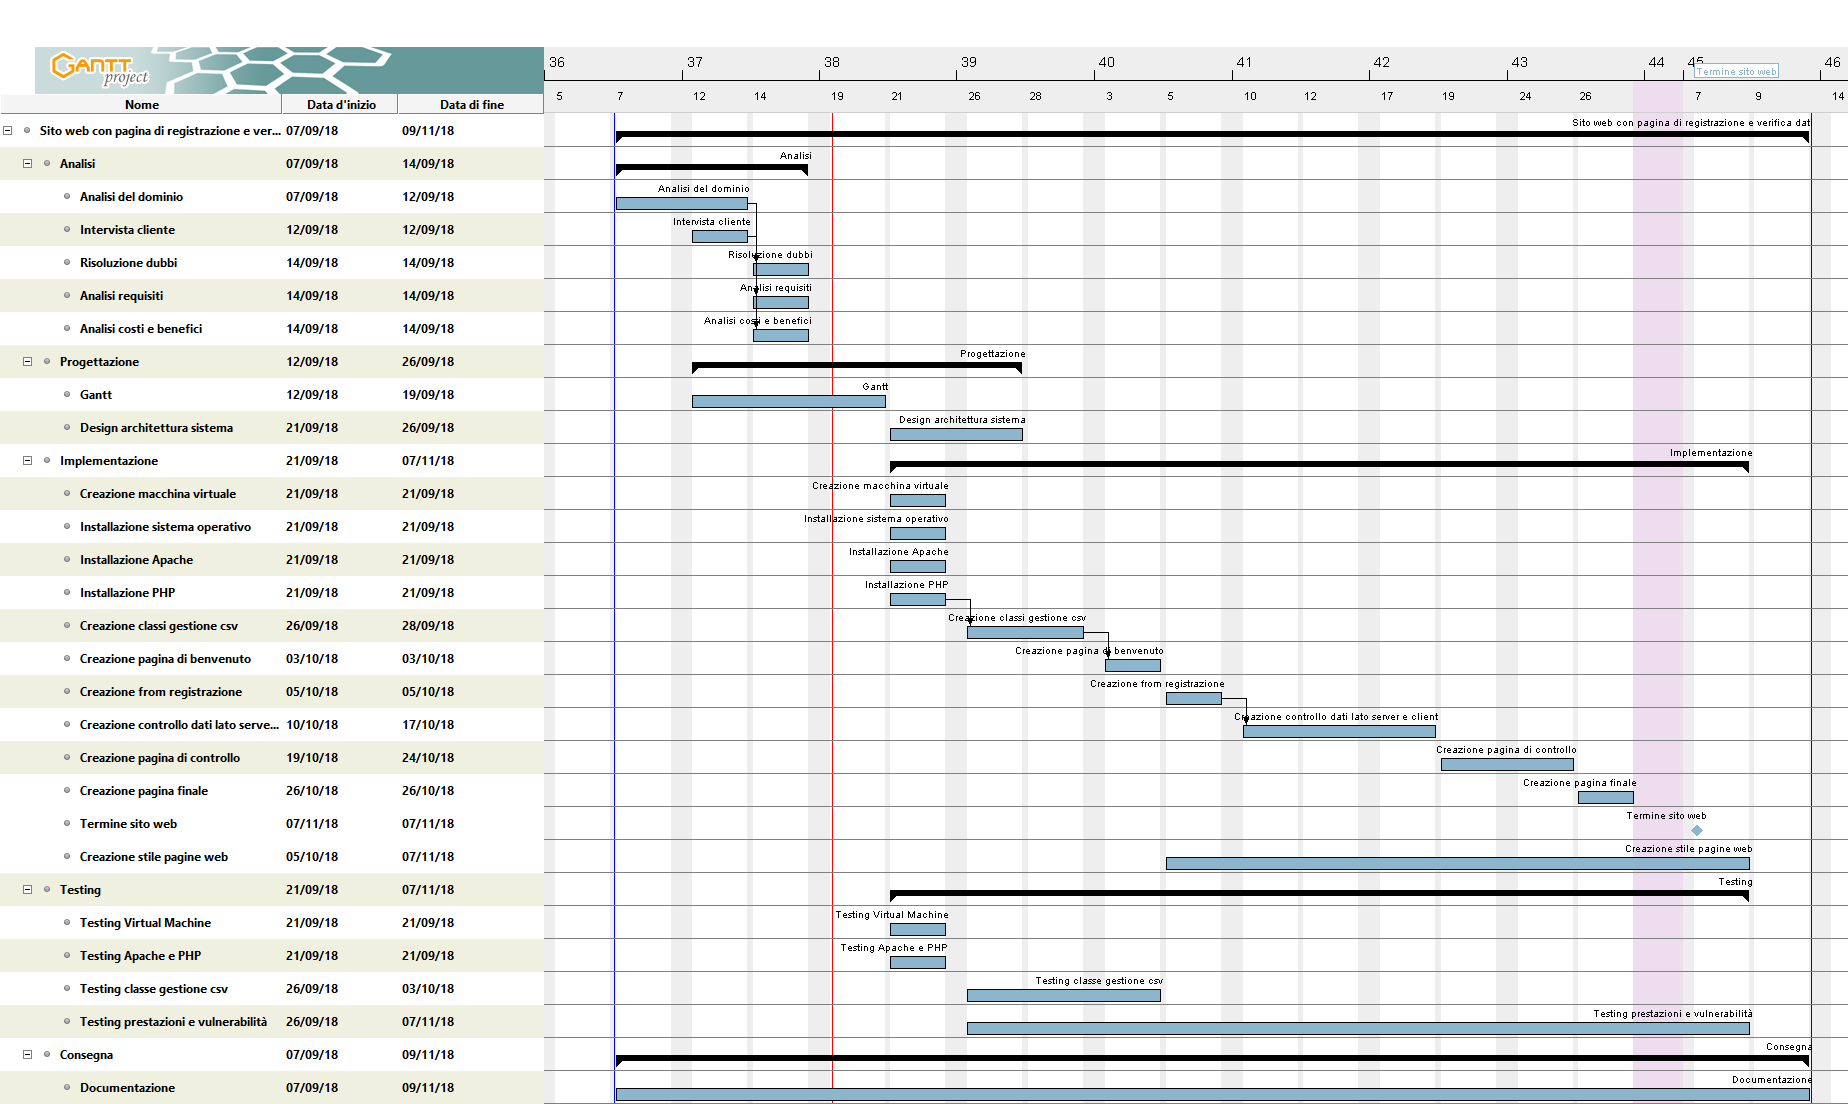 GANTT
project
36 37 38 39 40 41 42 43 44 45 46
Termine sito web
Nome Data d'inizio Data di fine
5 7 12 14 19 21 26 28 3 5 10 12 17 19 24 26 7 9 14
Sito web con pagina di registrazione e ver... 07/09/18 09/11/18 Sito web con pagina di registrazione e verifica dat
Analisi 07/09/18 14/09/18 Analisi
Analisi del dominio 07/09/18 12/09/18 Analisi del dominio
Intervista cliente 12/09/18 12/09/18 Intervista cliente
Risoluzione dubbi 14/09/18 14/09/18 Risoluzione dubbi
Analisi requisiti 14/09/18 14/09/18 Analisi requisiti
Analisi costi e benefici 14/09/18 14/09/18 Analisi costi e benefici
Progettazione 12/09/18 26/09/18 Progettazione
Gantt 12/09/18 19/09/18 Gantt
Design architettura sistema 21/09/18 26/09/18 Design architettura sistema
Implementazione 21/09/18 07/11/18 Implementazione
Creazione macchina virtuale 21/09/18 21/09/18 Creazione macchina virtuale
Installazione sistema operativo 21/09/18 21/09/18 Installazione sistema operativo
Installazione Apache 21/09/18 21/09/18 Installazione Apache
Installazione PHP 21/09/18 21/09/18 Installazione PHP
Creazione classi gestione csv 26/09/18 28/09/18 Creazione classi gestione csv
Creazione pagina di benvenuto 03/10/18 03/10/18 Creazione pagina di benvenuto
Creazione from registrazione 05/10/18 05/10/18 Creazione from registrazione
Creazione controllo dati lato serve... 10/10/18 17/10/18 Creazione controllo dati lato server e client
Creazione pagina di controllo 19/10/18 24/10/18 Creazione pagina di controllo
Creazione pagina finale 26/10/18 26/10/18 Creazione pagina finale
Termine sito web 07/11/18 07/11/18 Termine sito web
Creazione stile pagine web 05/10/18 07/11/18 Creazione stile pagine web
Testing 21/09/18 07/11/18 Testing
Testing Virtual Machine 21/09/18 21/09/18 Testing Virtual Machine
Testing Apache e PHP 21/09/18 21/09/18 Testing Apache e PHP
Testing classe gestione csv 26/09/18 03/10/18 Testing classe gestione csv
Testing prestazioni e vulnerabilità 26/09/18 07/11/18 Testing prestazioni e vulnerabilità
Consegna 07/09/18 09/11/18 Consegna
Documentazione 07/09/18 09/11/18 Documentazione